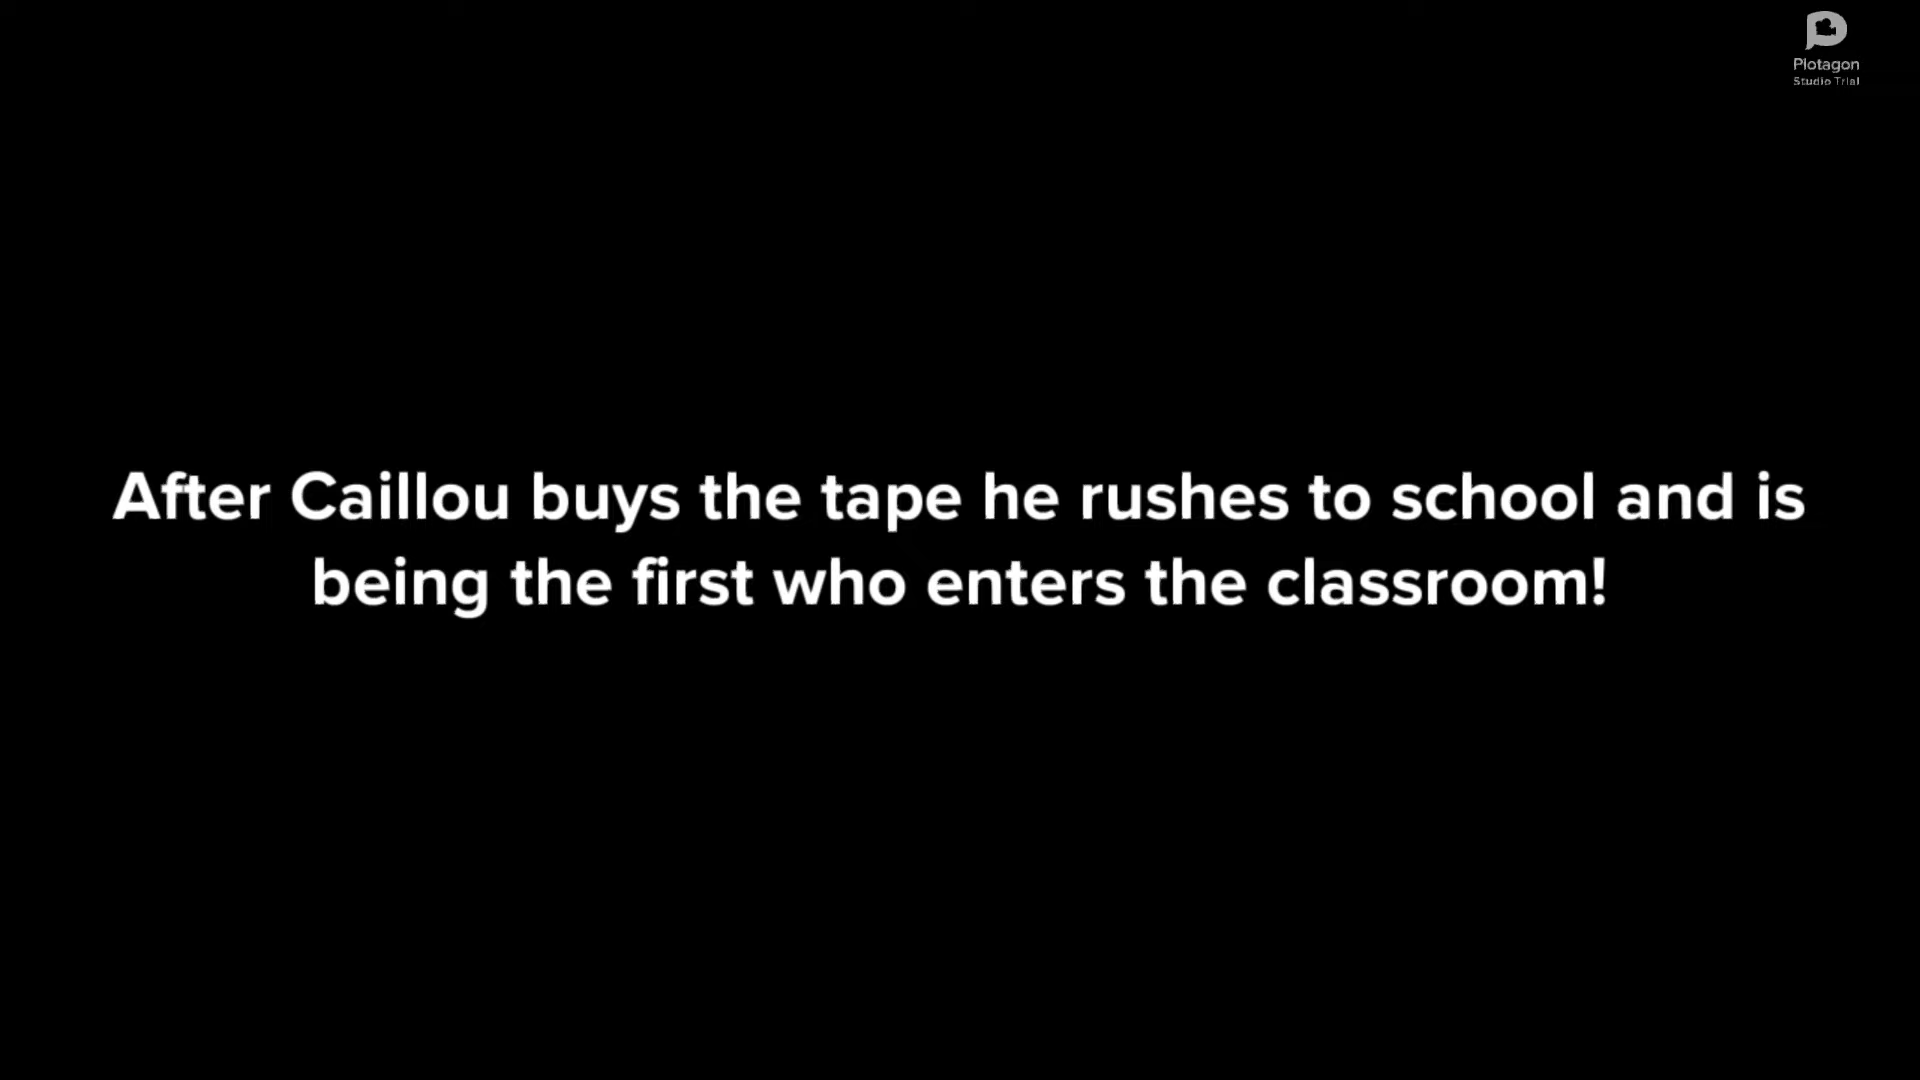 Plotagon
Studio Trial
After Caillou buys the tape he rushes to school and is
being the first who enters the classroom!